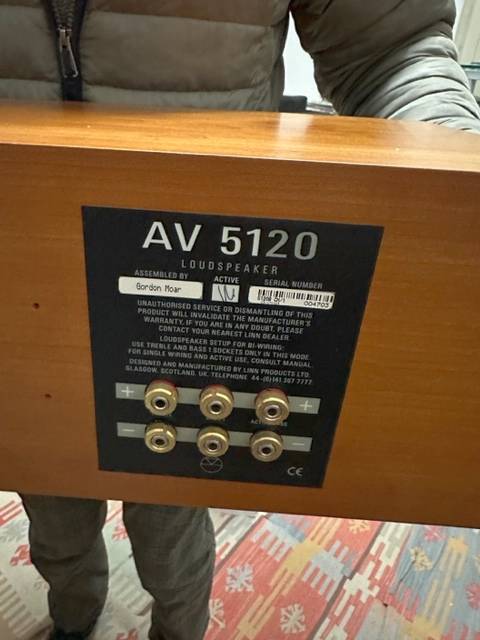 AV 5120
LOUDSPEAKER
ASSEMBLED BY ACTIVE SERIAL NUMBER
Gordon Moar
004703
UNAUTHORISED SERVICE OR DISMANTLING OF THIS
PRODUCT WILL INVALIDATE THE MANUFACTURER'S
WARRANTY. IF YOU ARE IN ANY DOUBT, PLEASE
CONTACT YOUR NEAREST LINN DEALER.
LOUDSPEAKER SETUP FOR BI-WIRING:
USE TREBLE AND BASS 1 SOCKETS ONLY IN THIS MODE
FOR SINGLE WIRING AND ACTIVE USE, CONSULT MANUAL.
DESIGNED AND MANUFACTURED BY LINN PRODUCTS LTD.
GLASGOW, SCOTLAND, UK. TELEPHONE 44-(0)141 307 7777
+ +
- -
CE